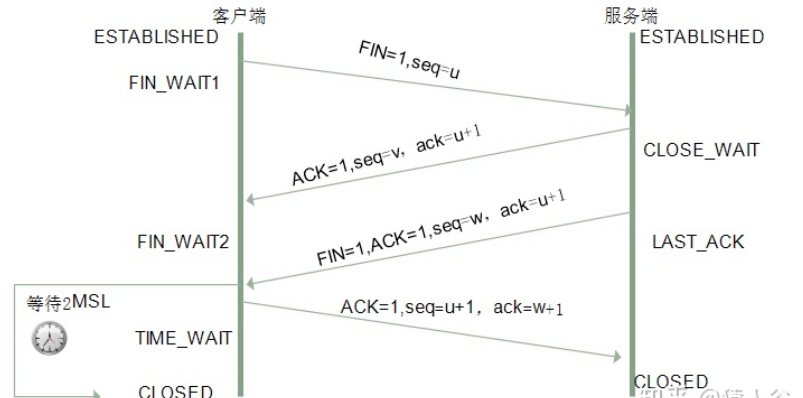 客户端
服务端
ESTABLISHED
ESTABLISHED
FIN=1,seq=u
FIN_WAIT1
ACK=1,seq=v，ack=u+1
CLOSE_WAIT
FIN=1,ACK=1,seq=w，ack=u+1
FIN_WAIT2
LAST_ACK
等待2MSL
ACK=1,seq=u+1，ack=w+1
TIME_WAIT
CLOSED
CLOSED
知乎